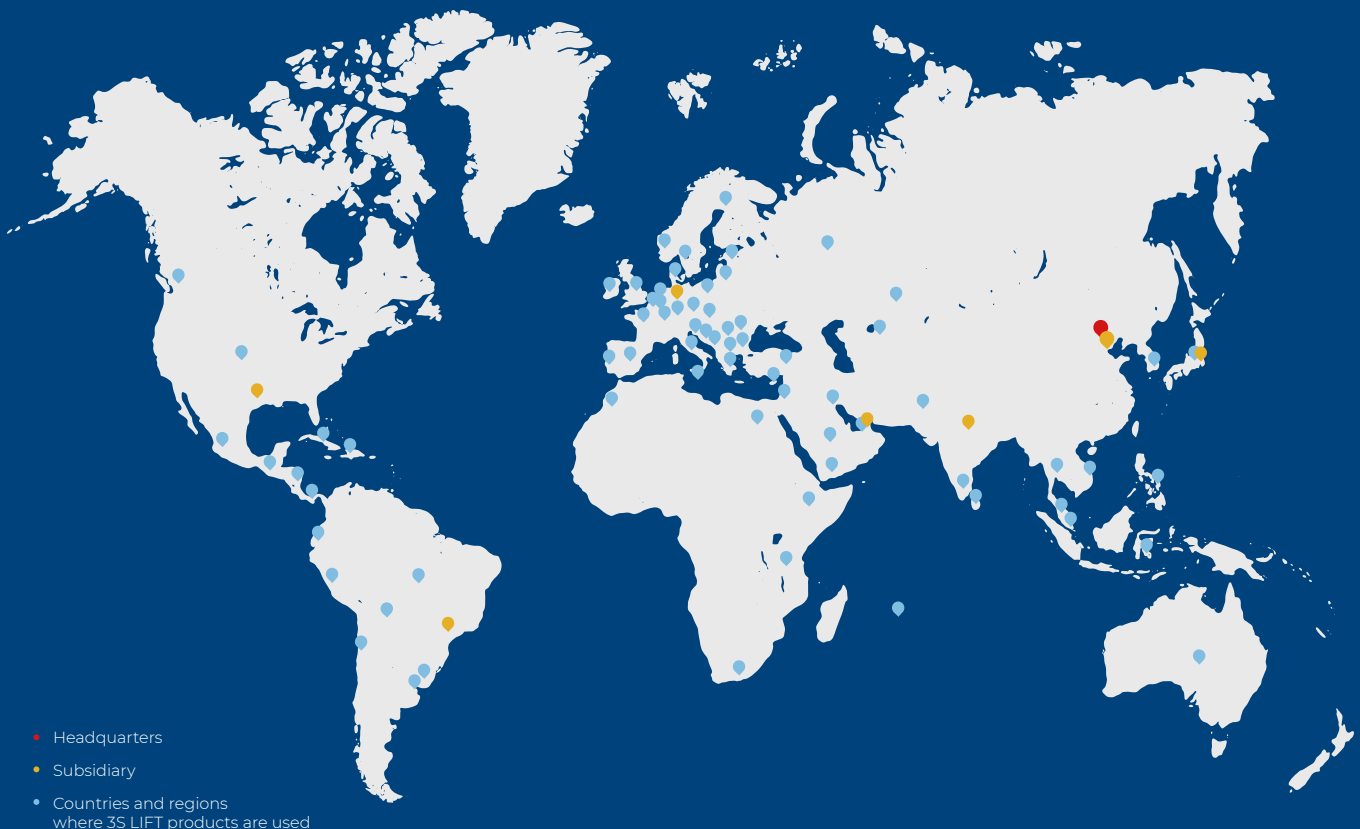 Headquarters
Subsidiary
Countries and regions
where 3S LIFT products are used